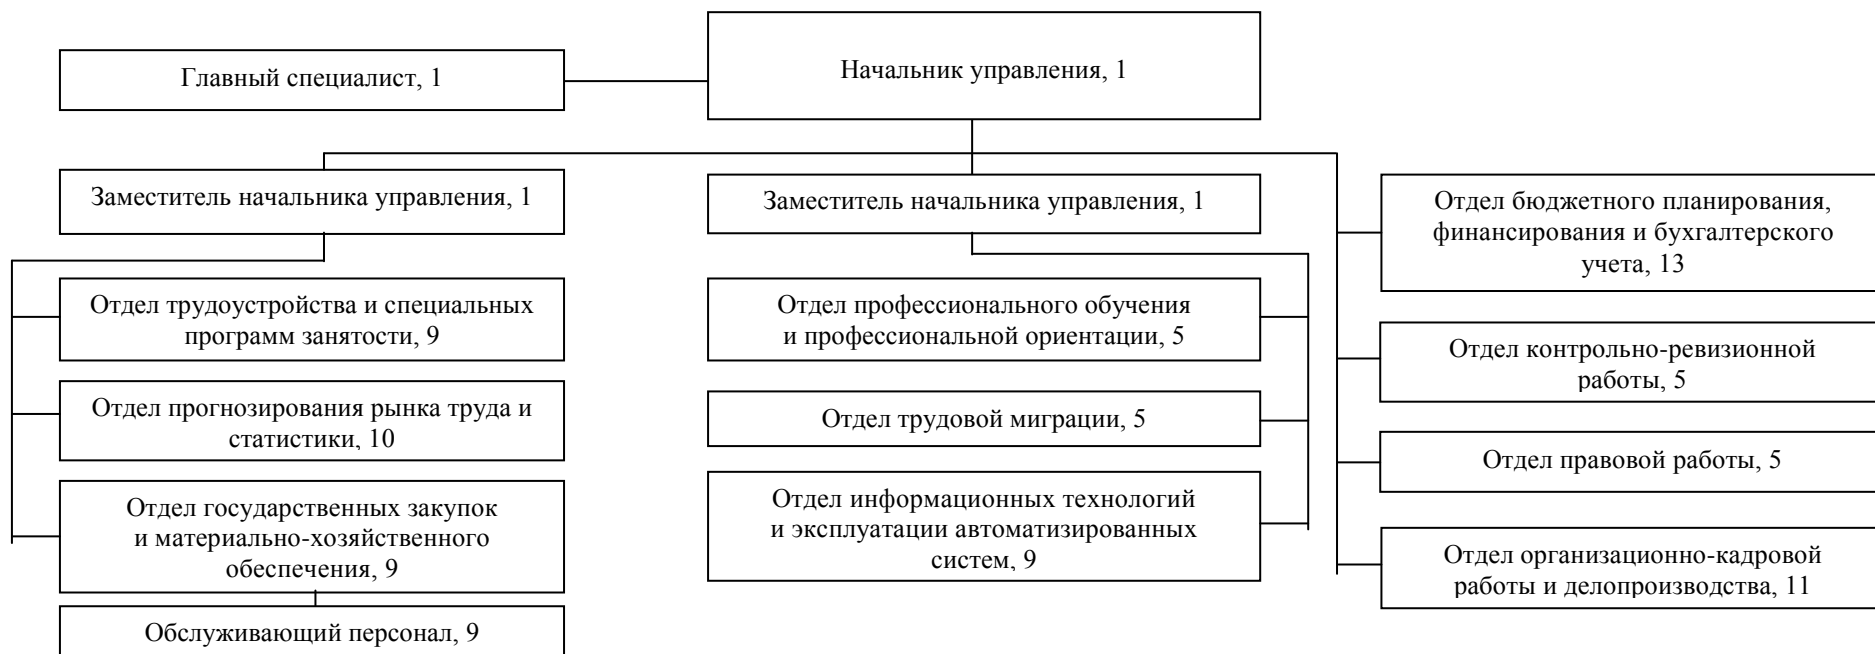 Главный специалист, 1
Начальник управления, 1
Заместитель начальника управления, 1
Заместитель начальника управления, 1
Отдел трудоустройства и специальных
программ занятости, 9
Отдел прогнозирования рынка труда и
статистики, 10
Отдел государственных закупок
и материально-хозяйственного
обеспечения, 9
Обслуживающий персонал, 9
Отдел профессионального обучения
и профессиональной ориентации, 5
Отдел трудовой миграции, 5
Отдел информационных технологий
и эксплуатации автоматизированных
систем, 9
Отдел бюджетного планирования,
финансирования и бухгалтерского
учета, 13
Отдел контрольно-ревизионной
работы, 5
Отдел правовой работы, 5
Отдел организационно-кадровой
работы и делопроизводства, 11